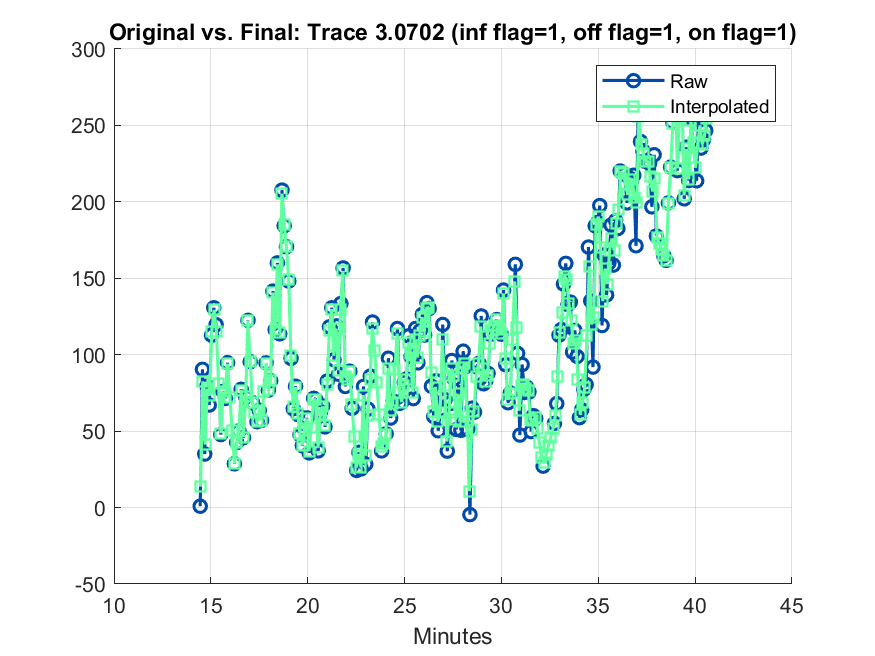 Original vs. Final: Trace 3.0702 (inf flag=1, off flag=1, on flag=1)
300
250
200
150
100
50
0
-50
10 15 20 25 30 35 40 45
Minutes
Raw
Interpolated